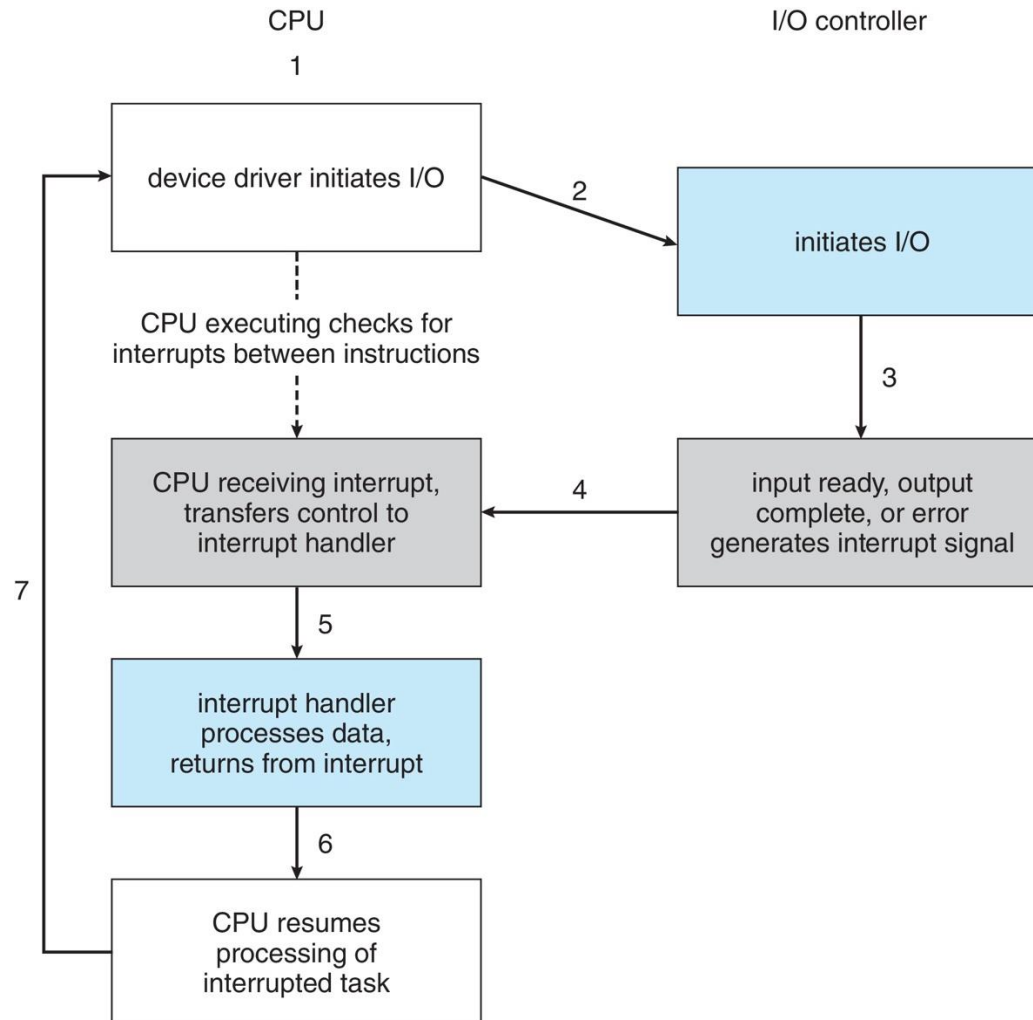 CPU
I/O controller
1
device driver initiates I/O
2
initiates I/O
CPU executing checks for
interrupts between instructions
3
CPU receiving interrupt,
transfers control to
interrupt handler
4
input ready, output
complete, or error
generates interrupt signal
7
5
interrupt handler
processes data,
returns from interrupt
6
CPU resumes
processing of
interrupted task